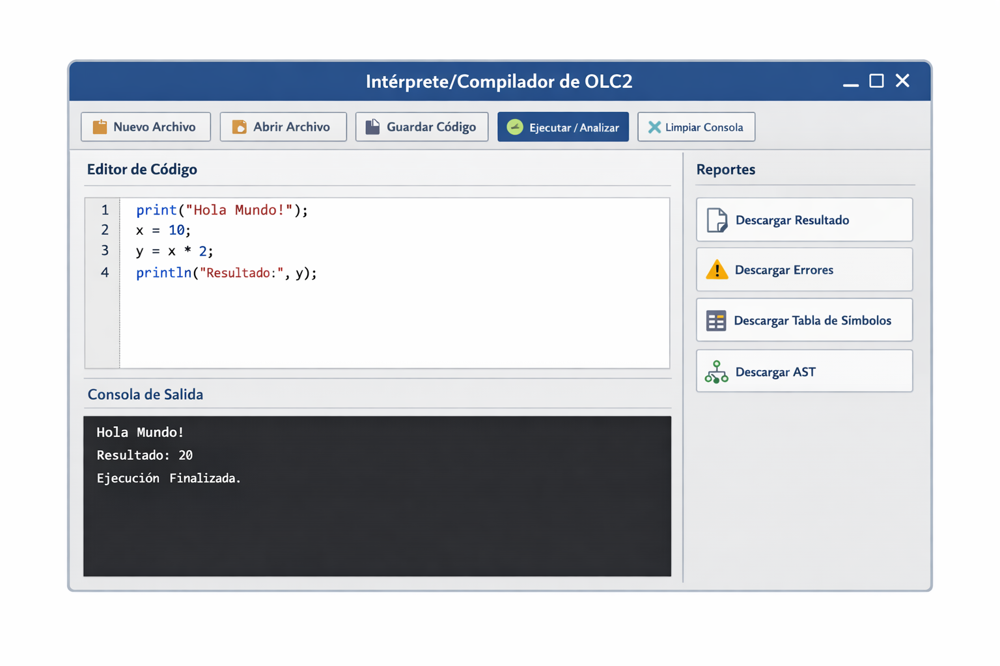 Intérprete/Compilador de OLC2
Nuevo Archivo
Abrir Archivo
Guardar Código
Ejecutar / Analizar
Limpiar Consola
Editor de Código
1 print("Hola Mundo!");
2 x = 10;
3 y = x * 2;
4 println("Resultado:", y);
Consola de Salida
Hola Mundo!
Resultado: 20
Ejecución Finalizada.
Reportes
Descargar Resultado
Descargar Errores
Descargar Tabla de Simbolos
Descargar AST